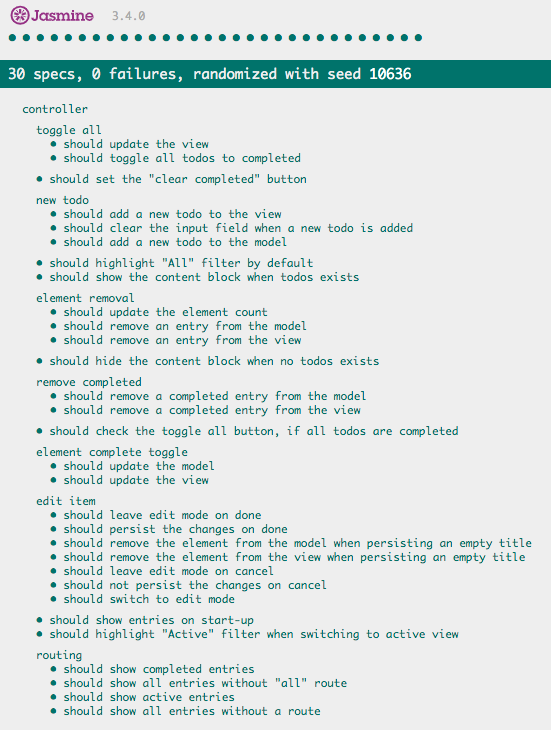 Jasmine 3.4.0
30 specs, 0 failures, randomized with seed 10636
controller
toggle all
• should update the view
• should toggle all todos to completed
• should set the "clear completed" button
new todo
• should add a new todo to the view
• should clear the input field when a new todo is added
• should add a new todo to the model
• should highlight "All" filter by default
• should show the content block when todos exists
element removal
• should update the element count
• should remove an entry from the model
• should remove an entry from the view
• should hide the content block when no todos exists
remove completed
• should remove a completed entry from the model
• should remove a completed entry from the view
• should check the toggle all button, if all todos are completed
element complete toggle
• should update the model
• should update the view
edit item
• should leave edit mode on done
• should persist the changes on done
• should remove the element from the model when persisting an empty title
• should remove the element from the view when persisting an empty title
• should leave edit mode on cancel
• should not persist the changes on cancel
• should switch to edit mode
• should show entries on start-up
• should highlight "Active" filter when switching to active view
routing
• should show completed entries
• should show all entries without "all" route
• should show active entries
• should show all entries without a route